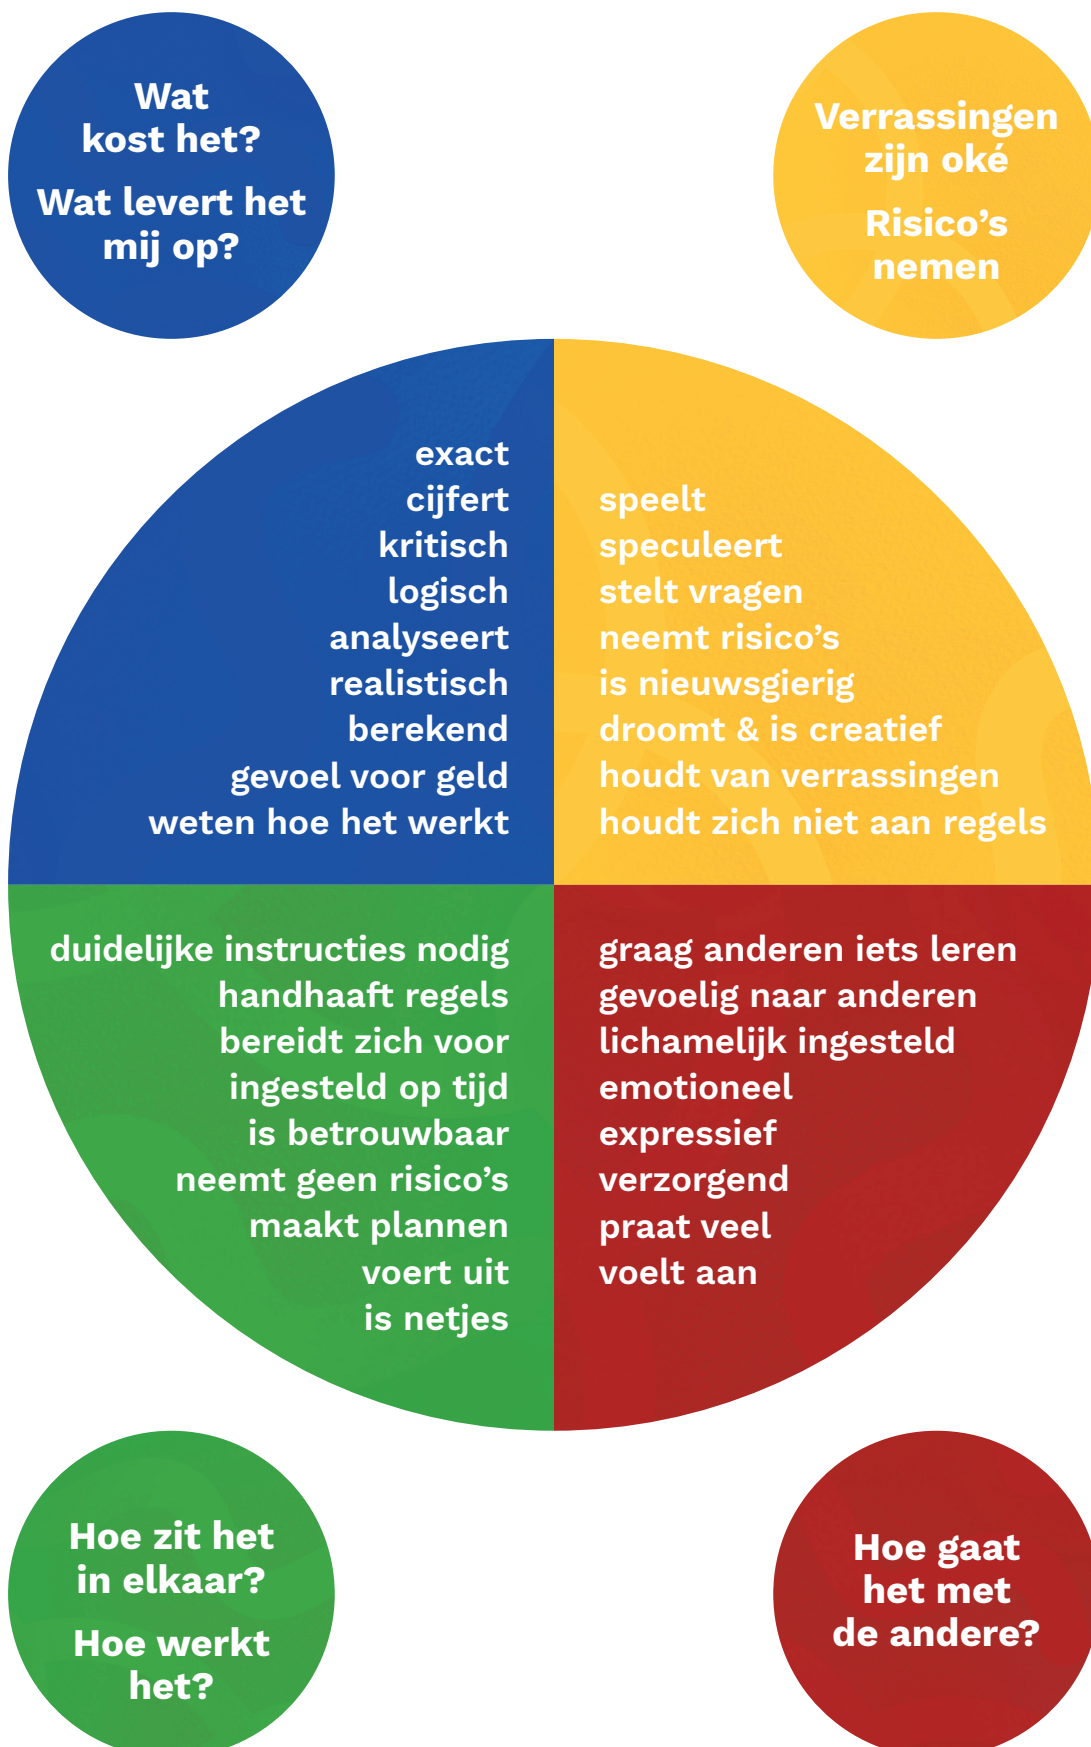 Wat
kost het?
Wat levert het
mij op?
Verrassingen
zijn oké
Risico's
nemen
exact
cijfert
kritisch
logisch
analyseert
realistisch
berekend
gevoel voor geld
weten hoe het werkt
speelt
speculeert
stelt vragen
neemt risico's
is nieuwsgierig
droomt & is creatief
houdt van verrassingen
houdt zich niet aan regels
duidelijke instructies nodig
handhaaft regels
bereidt zich voor
ingesteld op tijd
is betrouwbaar
neemt geen risico's
maakt plannen
voert uit
is netjes
graag anderen iets leren
gevoelig naar anderen
lichamelijk ingesteld
emotioneel
expressief
verzorgend
praat veel
voelt aan
Hoe zit het
in elkaar?
Hoe werkt
het?
Hoe gaat
het met
de andere?